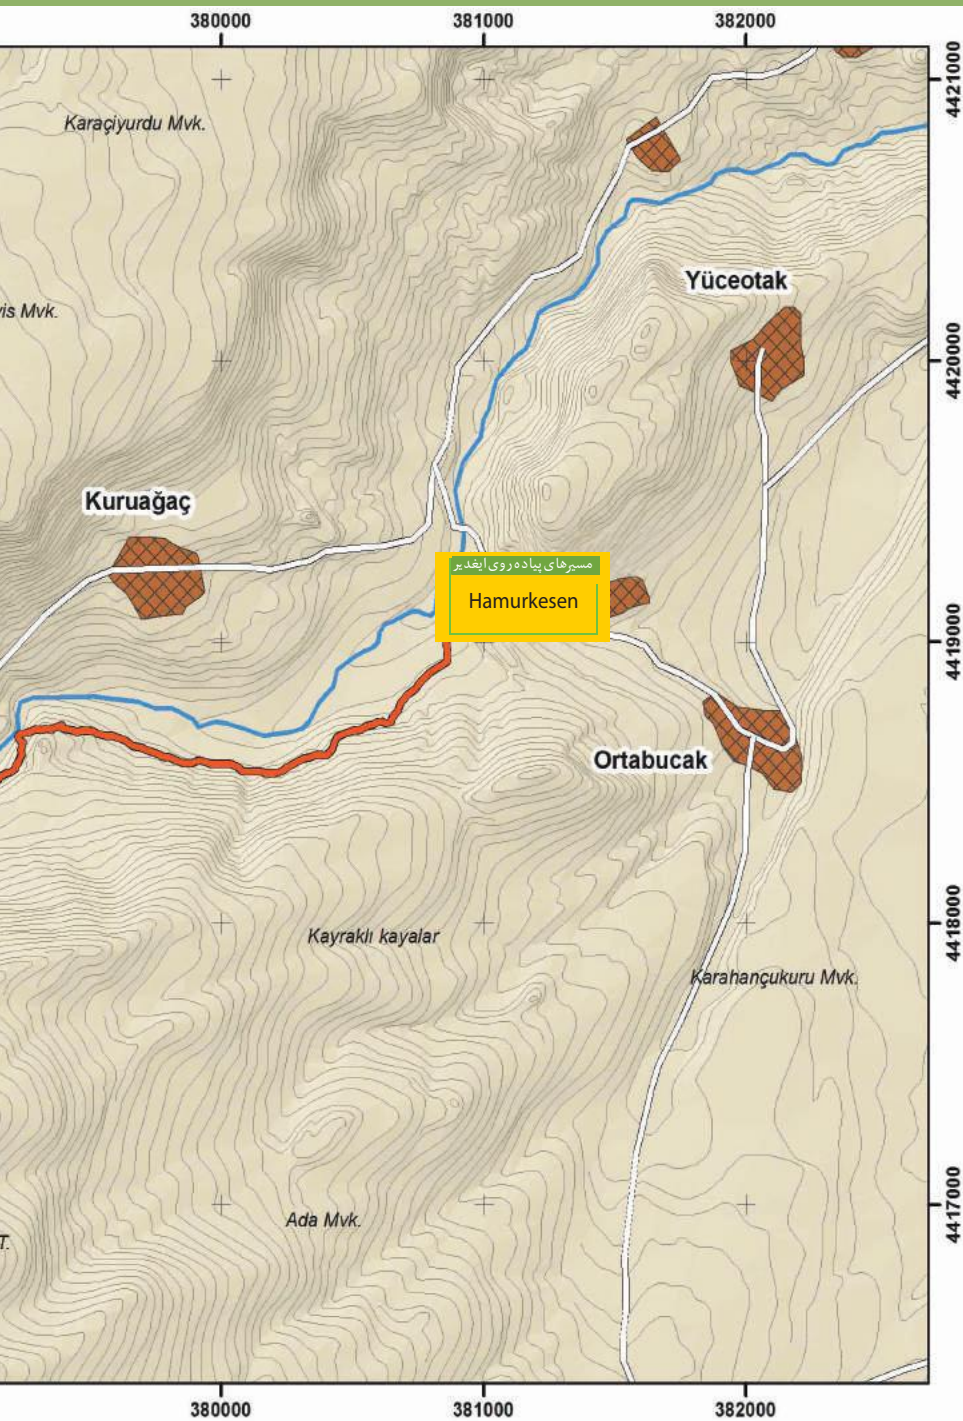 380000
381000
382000
4421000
Karaçiyurdu Mvk.
Yüceotak
is Mvk.
4420000
Kuruağaç
مسیرهای پیاده روی ایغدیر
Hamurkesen
4419000
Ortabucak
Kayraklı kayalar
4418000
Karahançukuru Mvk.
Ada Mvk.
4417000
T.
380000
381000
382000